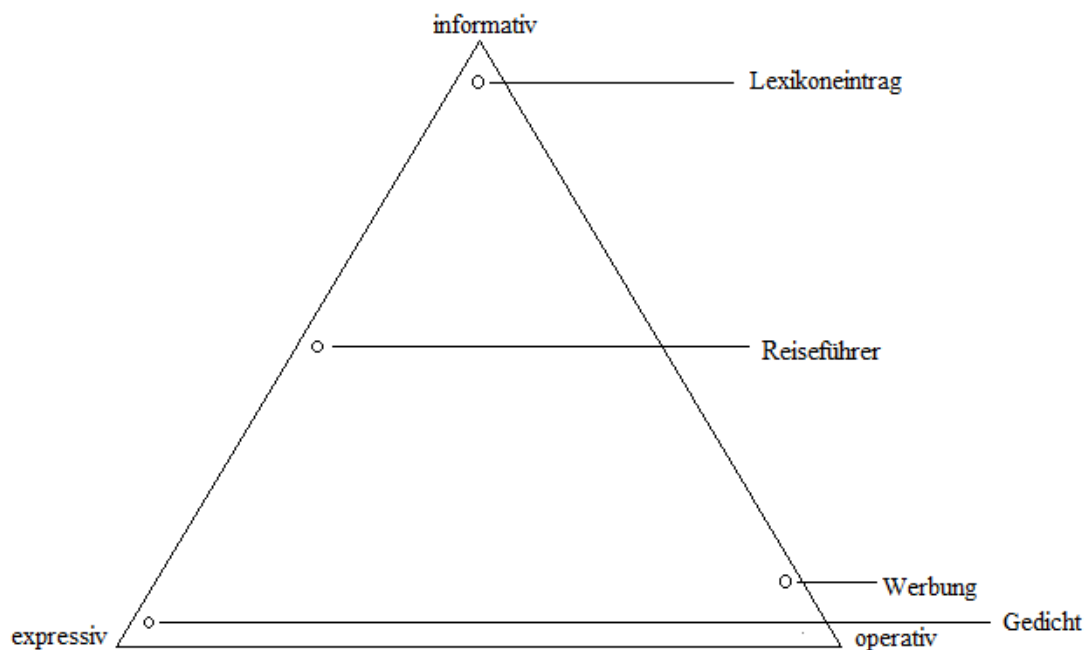 informativ
Lexikoneintrag
Reiseführer
Werbung
Gedicht
expressiv
operativ